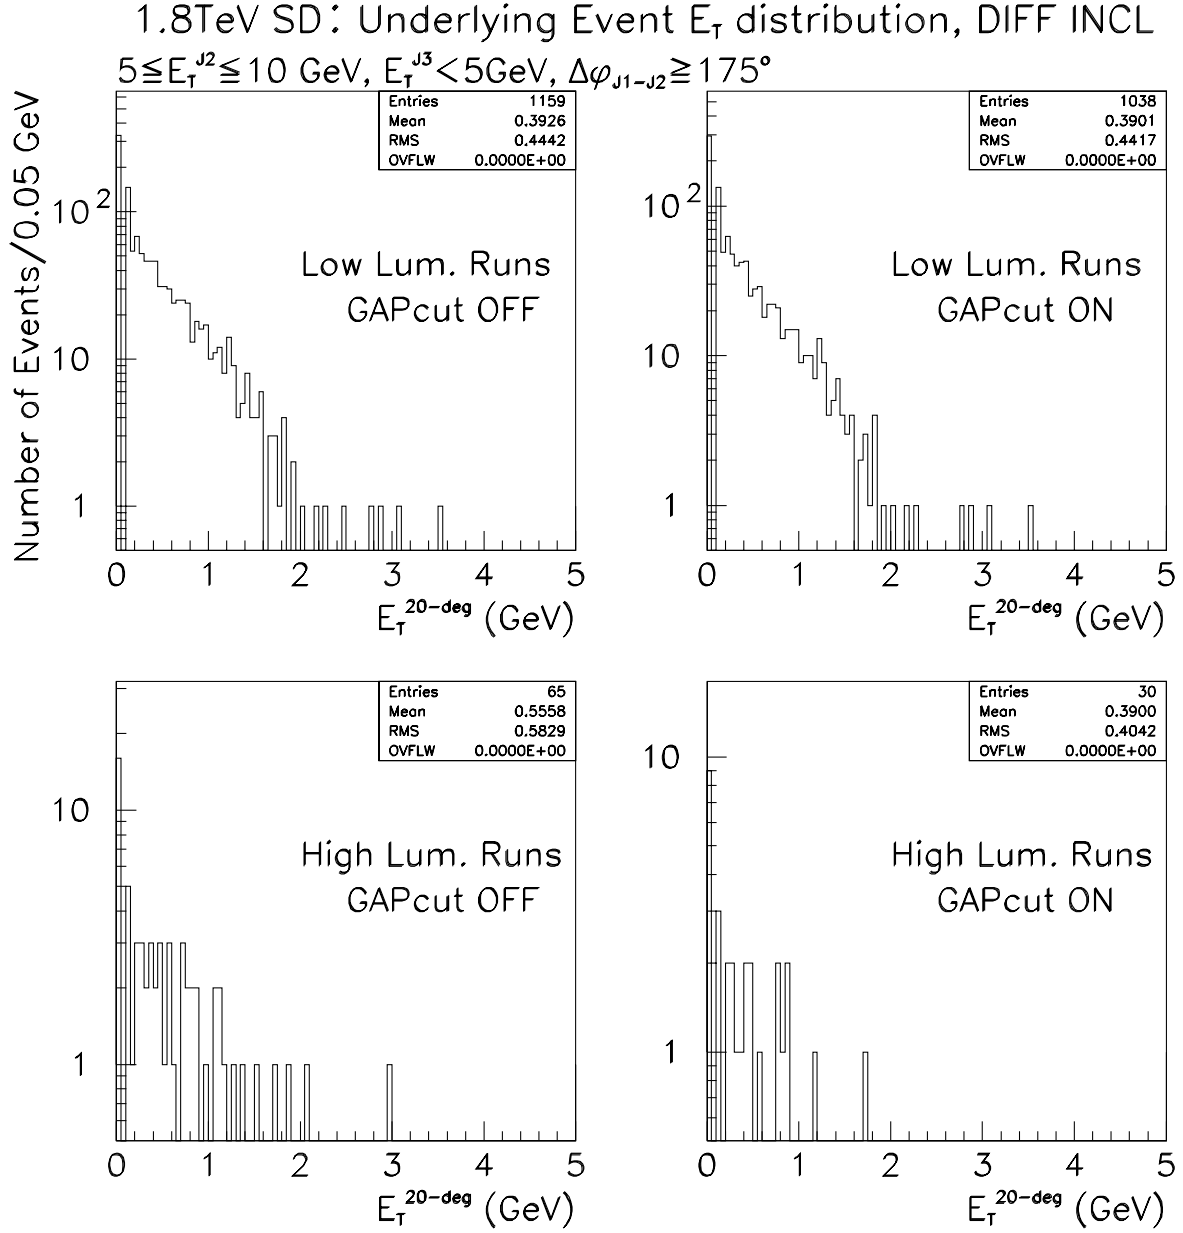 1.8TeV SD: Underlying Event E_T distribution, DIFF INCL
5≦E_T^J2≦10 GeV, E_T^J3<5GeV, Δφ_J1-J2≧175°
Number of Events/0.05 GeV
Entries 1159
Mean 0.3926
RMS 0.4442
OVFLW 0.0000E+00
10^2
10
1
Low Lum. Runs
GAPcut OFF
0 1 2 3 4 5
E_T^20-deg (GeV)
Entries 1038
Mean 0.3901
RMS 0.4417
OVFLW 0.0000E+00
10^2
10
1
Low Lum. Runs
GAPcut ON
0 1 2 3 4 5
E_T^20-deg (GeV)
Entries 65
Mean 0.5558
RMS 0.5829
OVFLW 0.0000E+00
10
1
High Lum. Runs
GAPcut OFF
0 1 2 3 4 5
E_T^20-deg (GeV)
Entries 30
Mean 0.3900
RMS 0.4042
OVFLW 0.0000E+00
10
1
High Lum. Runs
GAPcut ON
0 1 2 3 4 5
E_T^20-deg (GeV)